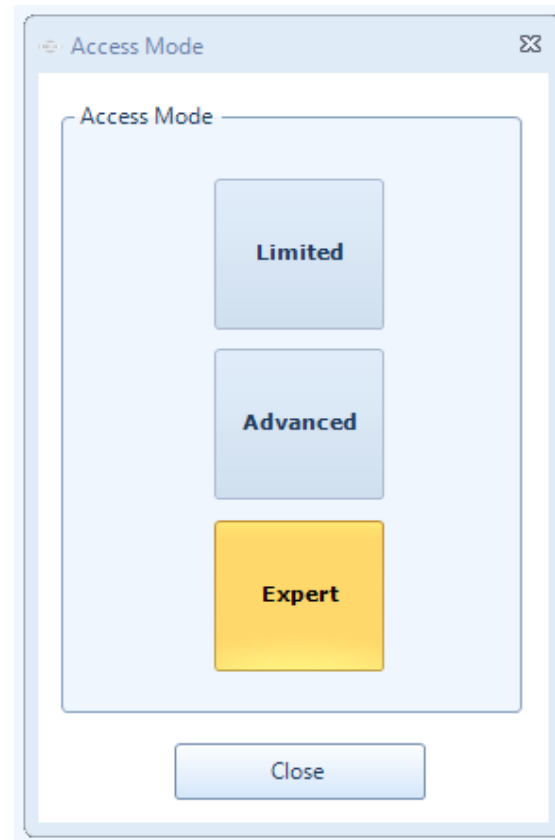 Access Mode
Access Mode
Limited
Advanced
Expert
Close